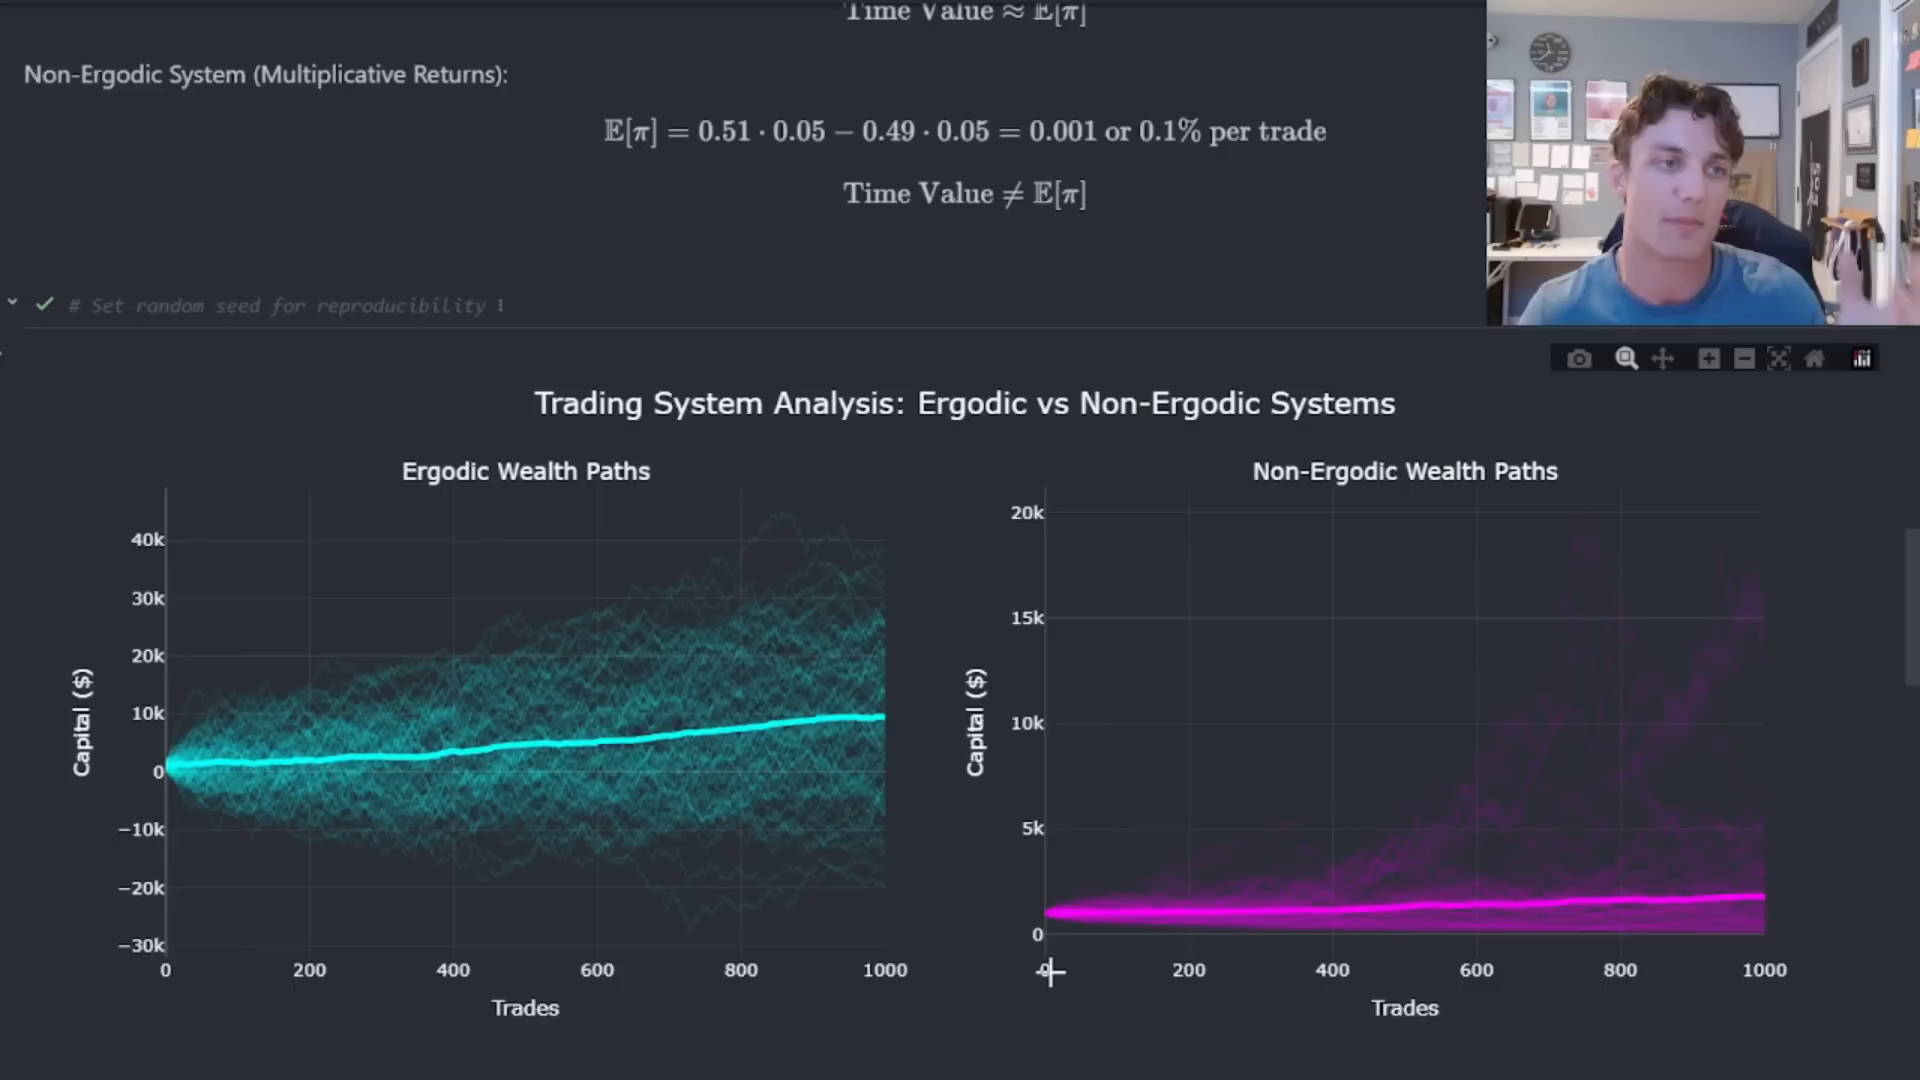 Time Value ≈ 𝔼[π]
Non-Ergodic System (Multiplicative Returns):
𝔼[π] = 0.51 · 0.05 − 0.49 · 0.05 = 0.001 or 0.1% per trade
Time Value ≠ 𝔼[π]
# Set random seed for reproducibility
Trading System Analysis: Ergodic vs Non-Ergodic Systems
Ergodic Wealth Paths
40k
30k
20k
10k
0
−10k
−20k
−30k
Capital ($)
0 200 400 600 800 1000
Trades
Non-Ergodic Wealth Paths
20k
15k
10k
5k
0
Capital ($)
0 200 400 600 800 1000
Trades